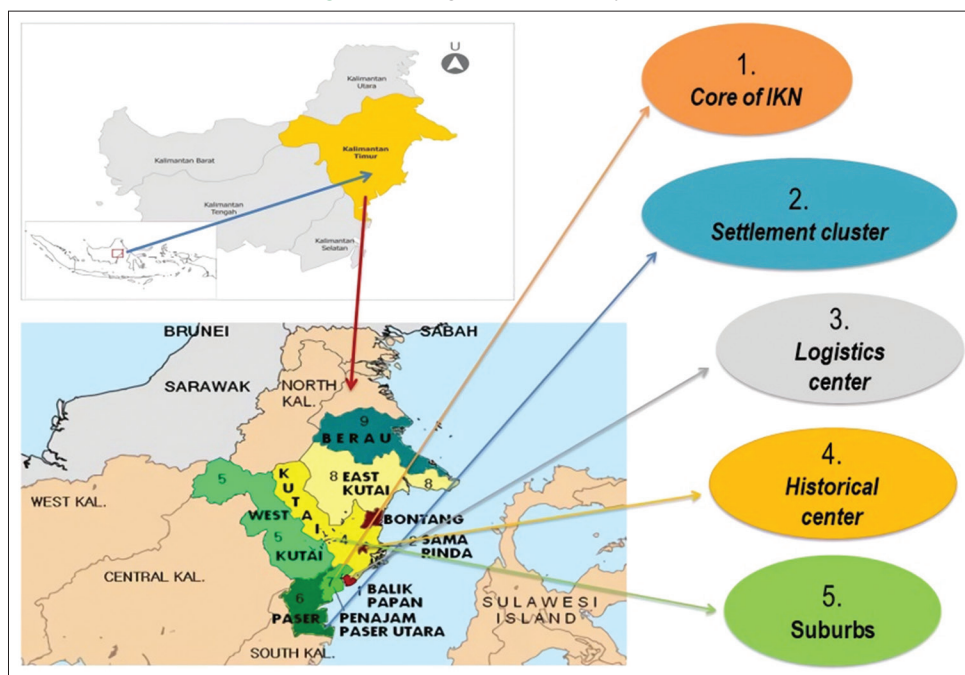 U
Kalimantan
Utara
Kalimantan
Timur
Kalimantan Barat
Kalimantan
Tengah
Kalimantan
Selatan
1.
Core of IKN
2.
Settlement cluster
3.
Logistics
center
4.
Historical
center
5.
Suburbs
BRUNEI
SABAH
SARAWAK
NORTH
KAL.
9
BERAU
8 EAST
KUTAI
8
5
KUTAI
WEST KAL.
WEST
BONTANG
4
2 SAMA
RINDA
5
KUTAI
7
CENTRAL KAL.
6
PASER
1 BALIK
PAPAN
PENAJAM
PASER UTARA
SULAWESI
ISLAND
SOUTH KAL.